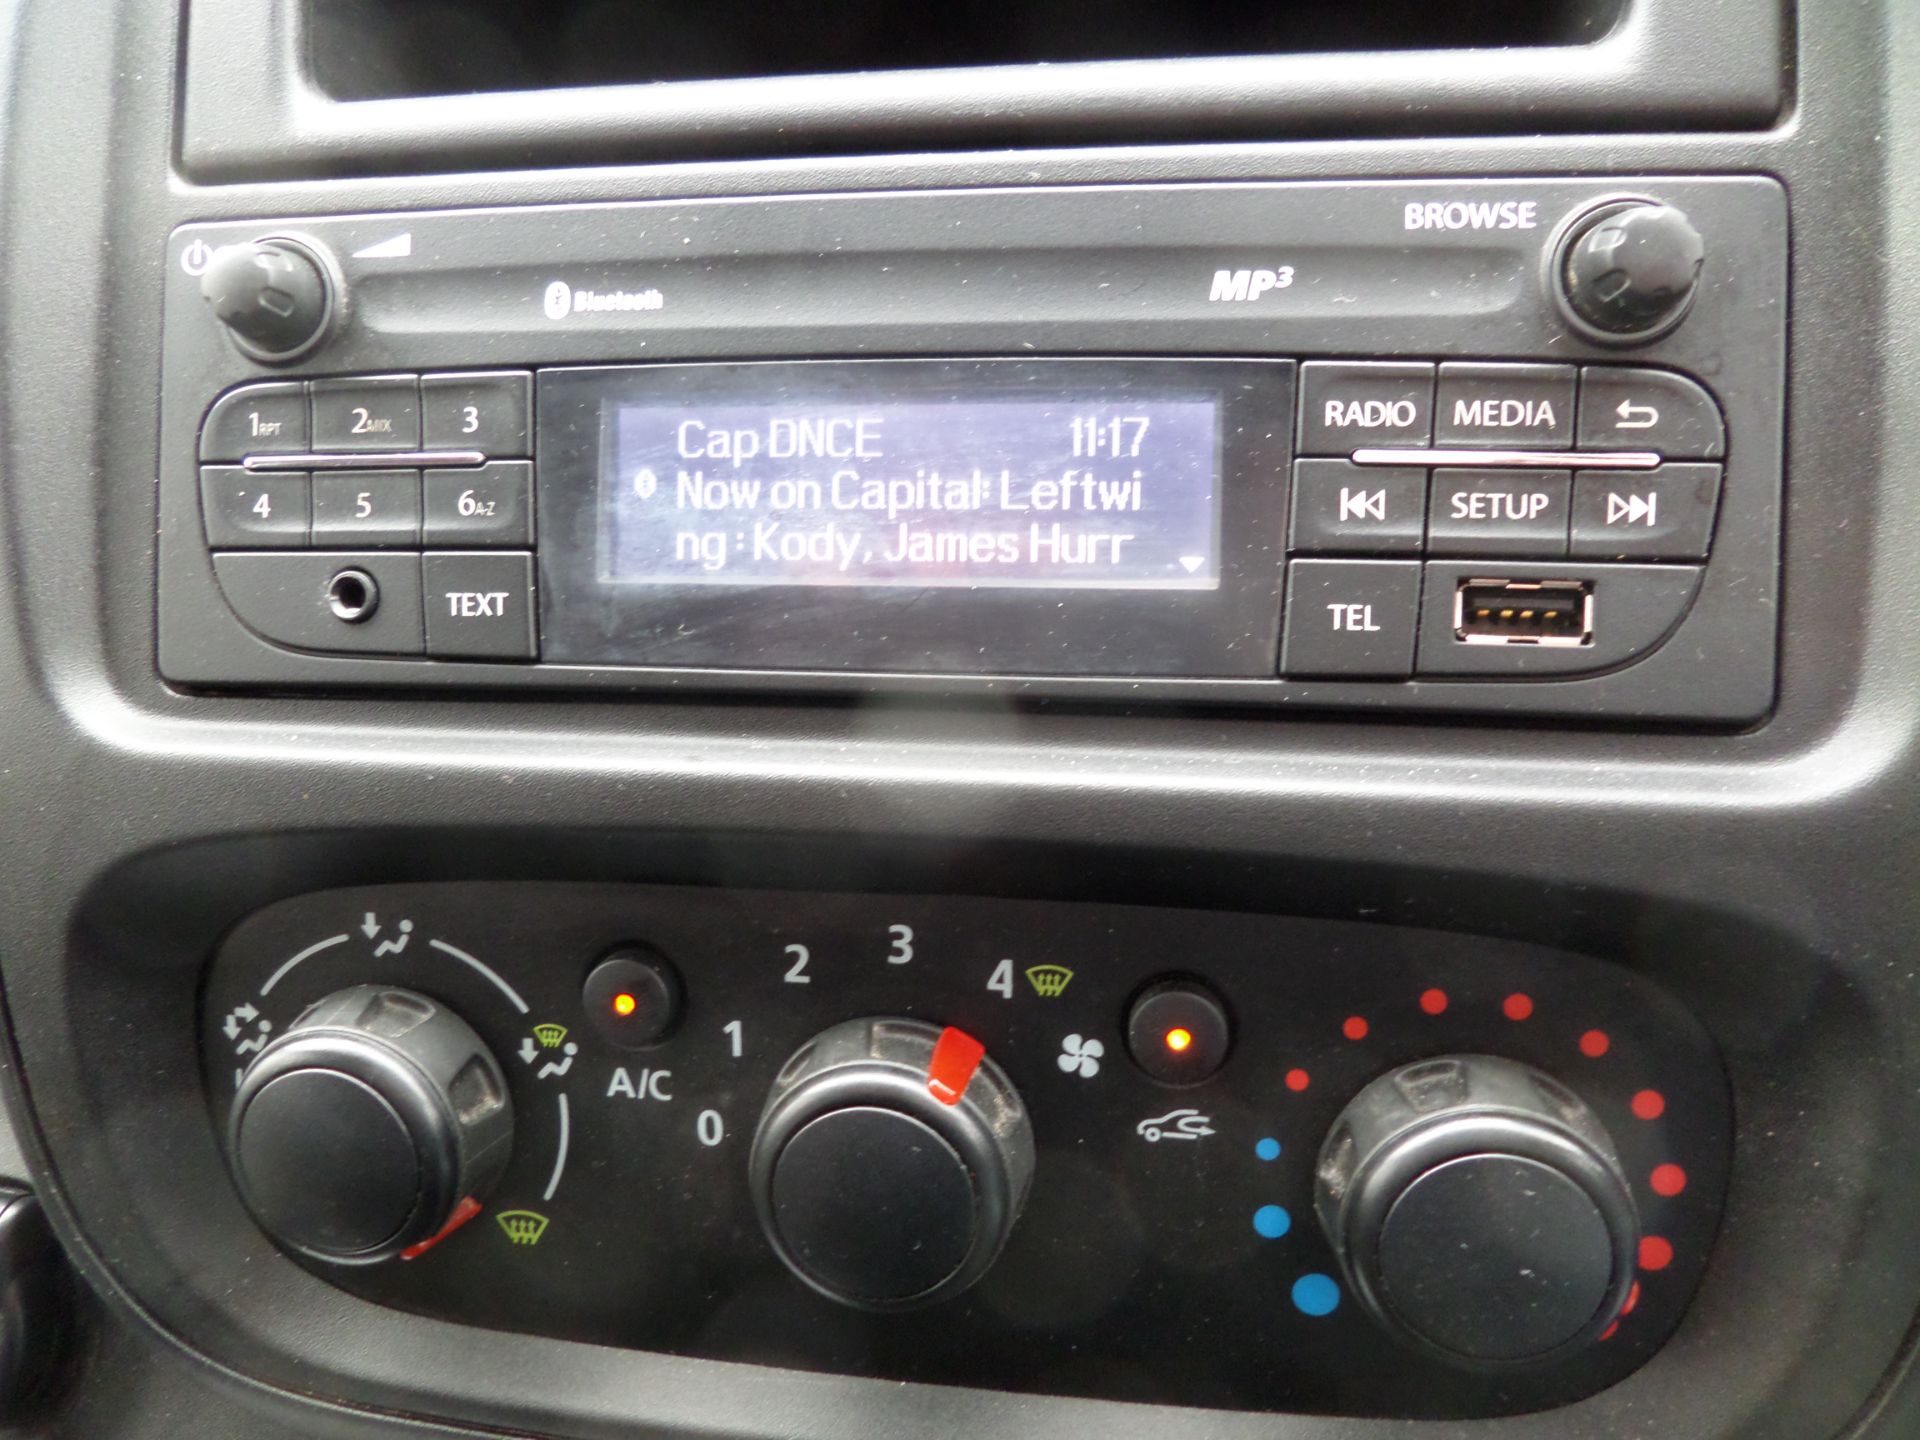 BROWSE
Bluetooth
MP3
1RPT 2MIX 3
4 5 6A-Z
TEXT
Cap DNCE 11:17
Now on Capital: Leftwi
ng : Kody, James Hurr
RADIO MEDIA
SETUP
TEL
A/C
0 1 2 3 4